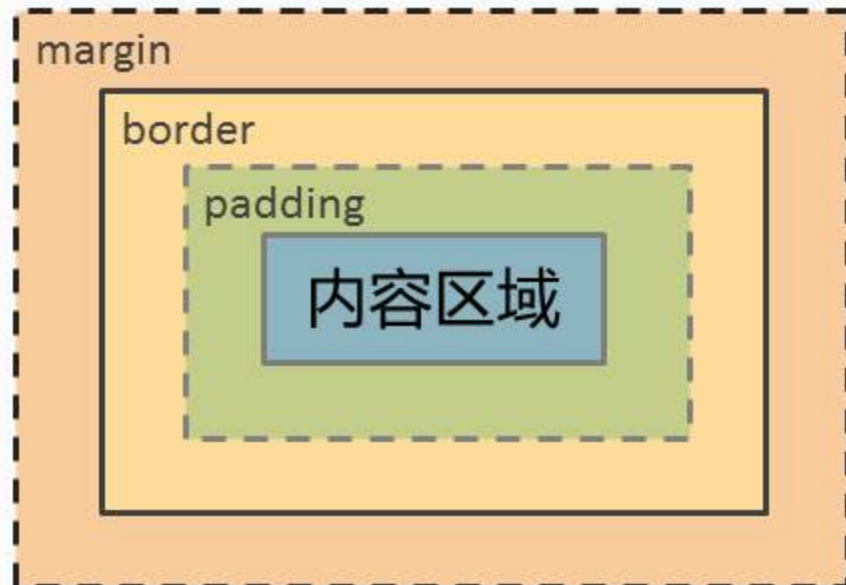 margin
border
padding
内容区域